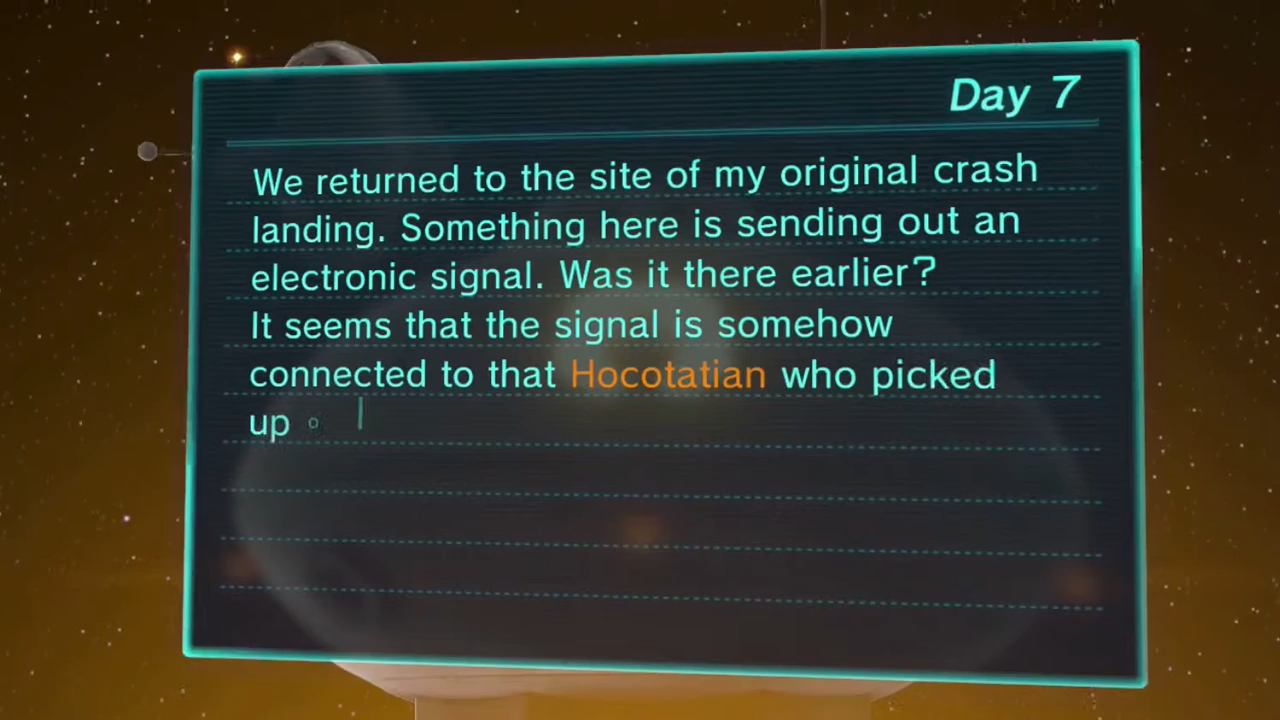 Day 7
We returned to the site of my original crash
landing. Something here is sending out an
electronic signal. Was it there earlier?
It seems that the signal is somehow
connected to that Hocotatian who picked
up